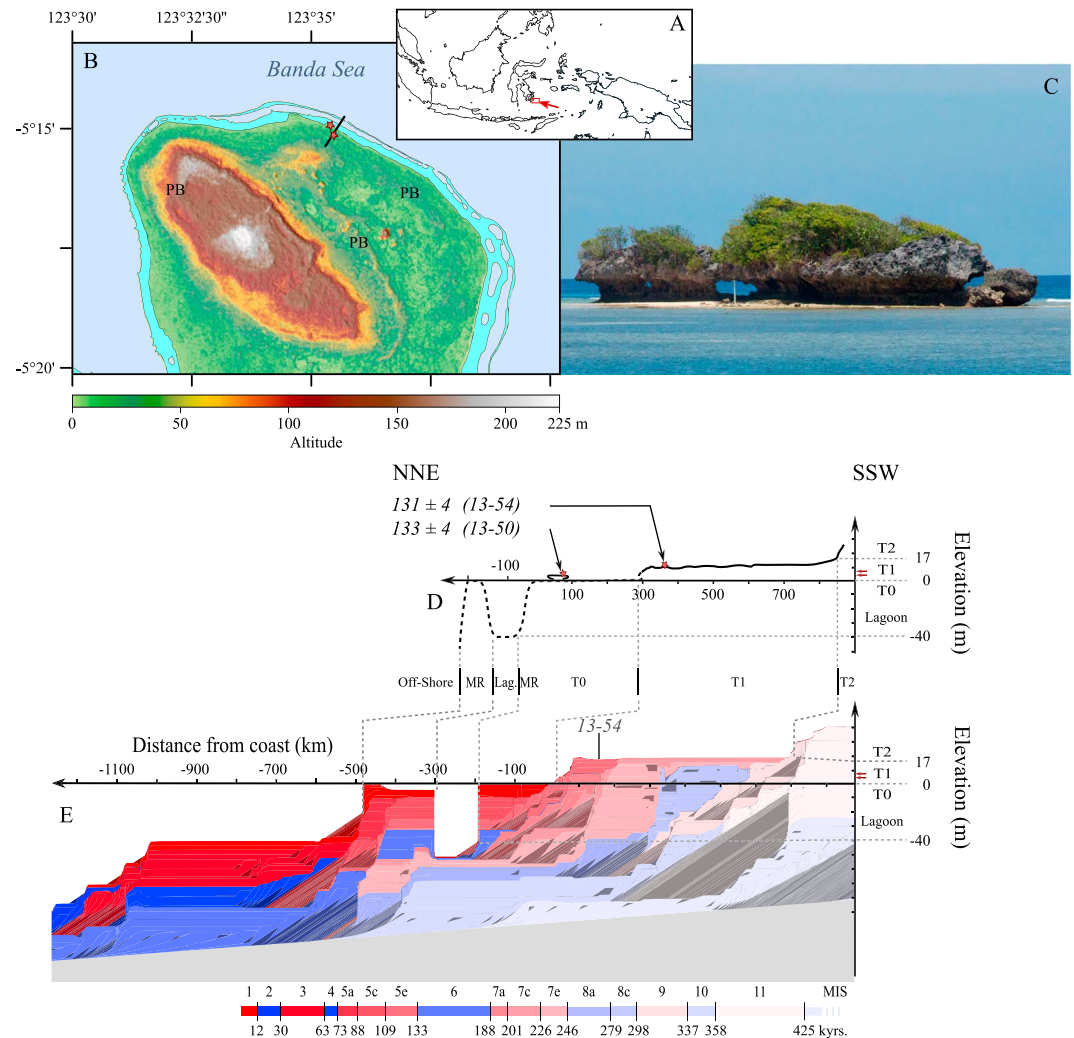 123°30' 123°32'30" 123°35'
A
B
Banda Sea
C
-5°15'
PB
PB
PB
-5°20'
0 50 100 150 200 225 m
Altitude
NNE SSW
131 ± 4 (13-54)
133 ± 4 (13-50)
T2
17
-100
T1
0
D
100 300 500 700
T0
Lagoon
-40
Elevation (m)
Off-Shore MR Lag. MR T0 T1 T2
13-54
Distance from coast (km)
T2
17
-1100 -900 -700 -500 -300 -100
T1
0
E
T0
Lagoon
-40
Elevation (m)
1 2 3 4 5a 5c 5e 6 7a 7c 7e 8a 8c 9 10 11 MIS
12 30 63 73 88 109 133 188 201 226 246 279 298 337 358 425 kyrs.